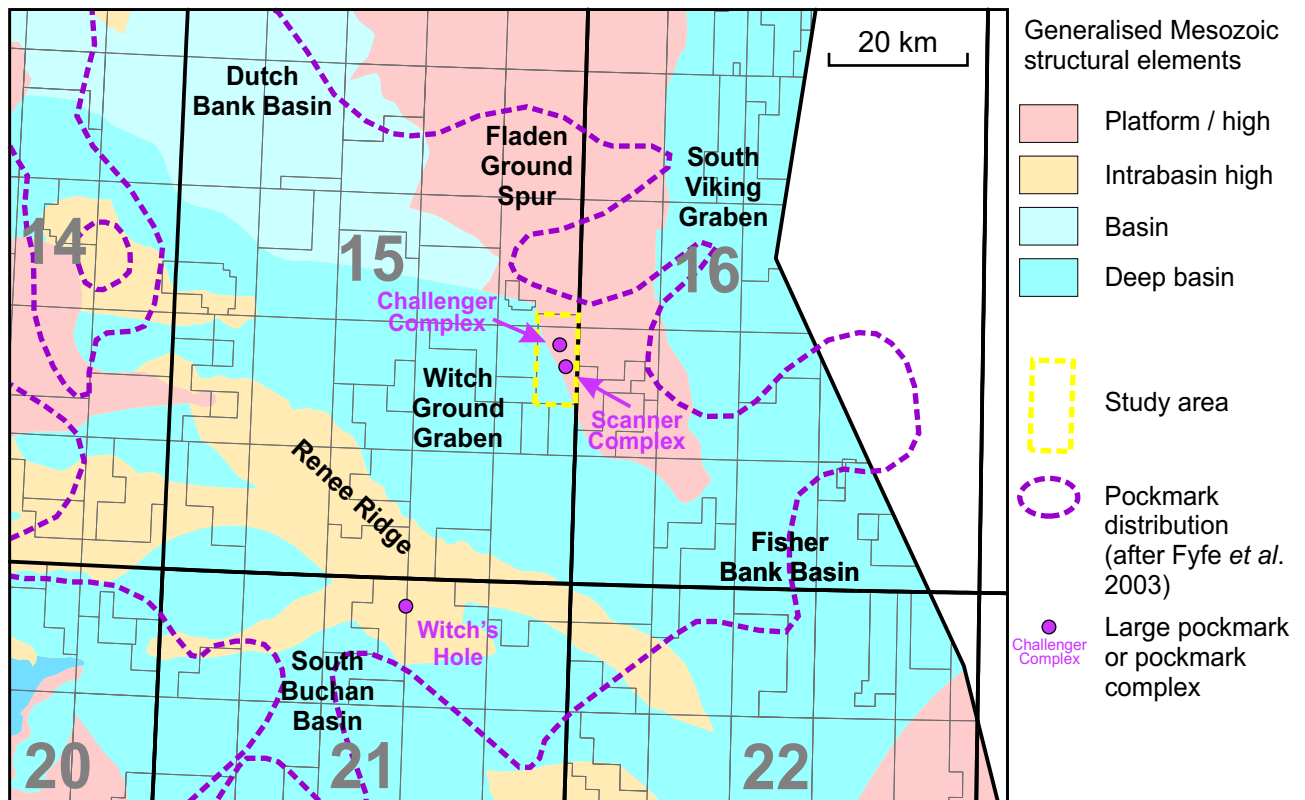 Dutch
Bank Basin
Fladen
Ground
Spur
South
Viking
Graben
20 km
14
15
16
Challenger
Complex
Witch
Ground
Graben
Scanner
Complex
Renee Ridge
Fisher
Bank Basin
Witch's
Hole
South
Buchan
Basin
20
21
22
Generalised Mesozoic
structural elements
Platform / high
Intrabasin high
Basin
Deep basin
Study area
Pockmark
distribution
(after Fyfe et al.
2003)
Challenger
Complex
Large pockmark
or pockmark
complex